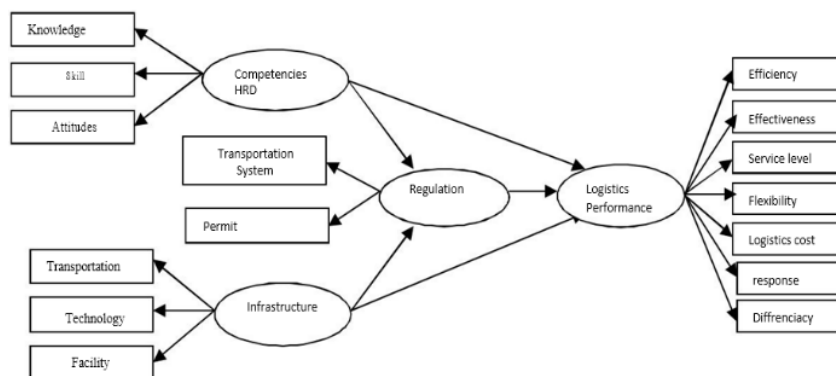 Knowledge
Skill
Attitudes
Competencies
HRD
Transportation
System
Permit
Regulation
Logistics
Performance
Transportation
Technology
Facility
Infrastructure
Efficiency
Effectiveness
Service level
Flexibility
Logistics cost
response
Diffrenciacy